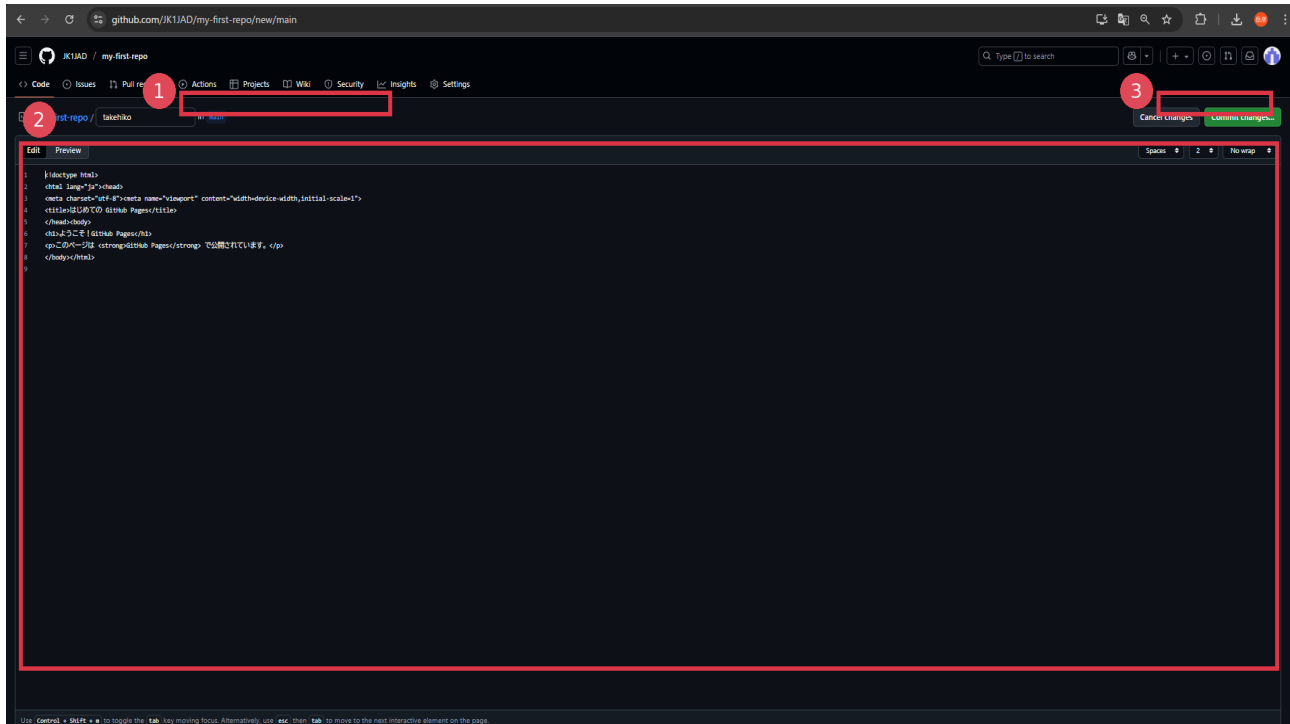 github.com/JK1JAD/my-first-repo/new/main
JK1JAD / my-first-repo
Type / to search
Code Issues Pull re Actions Projects Wiki Security Insights Settings
1
3
2
rst-repo / takehiko in main
Cancel changes Commit changes...
Edit Preview
Spaces 2 No wrap
1 <!doctype html>
2 <html lang="ja"><head>
3 <meta charset="utf-8"><meta name="viewport" content="width=device-width,initial-scale=1">
4 <title>はじめての GitHub Pages</title>
5 </head><body>
6 <h1>ようこそ！GitHub Pages</h1>
7 <p>このページは <strong>GitHub Pages</strong> で公開されています。</p>
8 </body></html>
9
Use Control + Shift + m to toggle the tab key moving focus. Alternatively, use esc then tab to move to the next interactive element on the page.